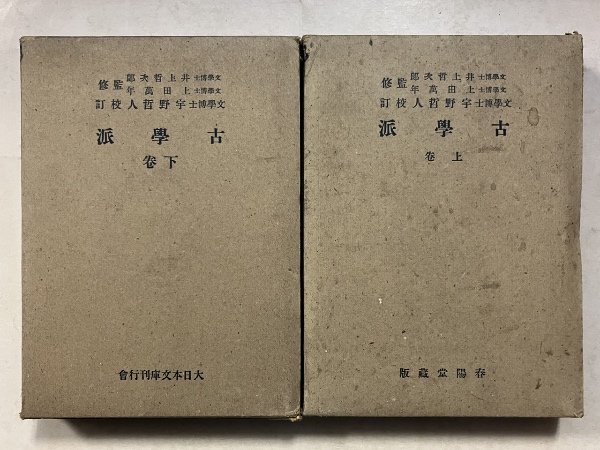 文學博士井上哲次郎
文學博士上田萬年
監修
文學博士宇野哲人校訂
古學派
下卷
大日本文庫刊行會
文學博士井上哲次郎
文學博士上田萬年
監修
文學博士宇野哲人校訂
古學派
上卷
春陽堂藏版